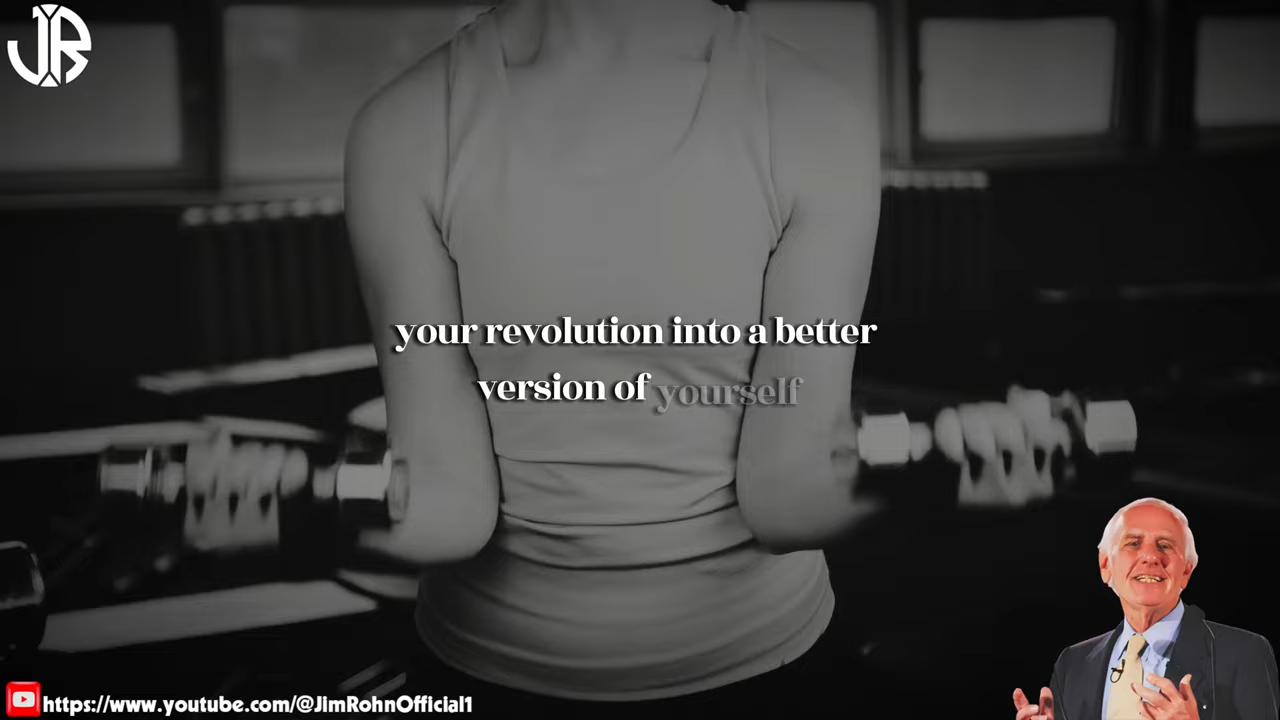 JR
your revolution into a better
version of yourself
https://www.youtube.com/@JimRohnOfficial1